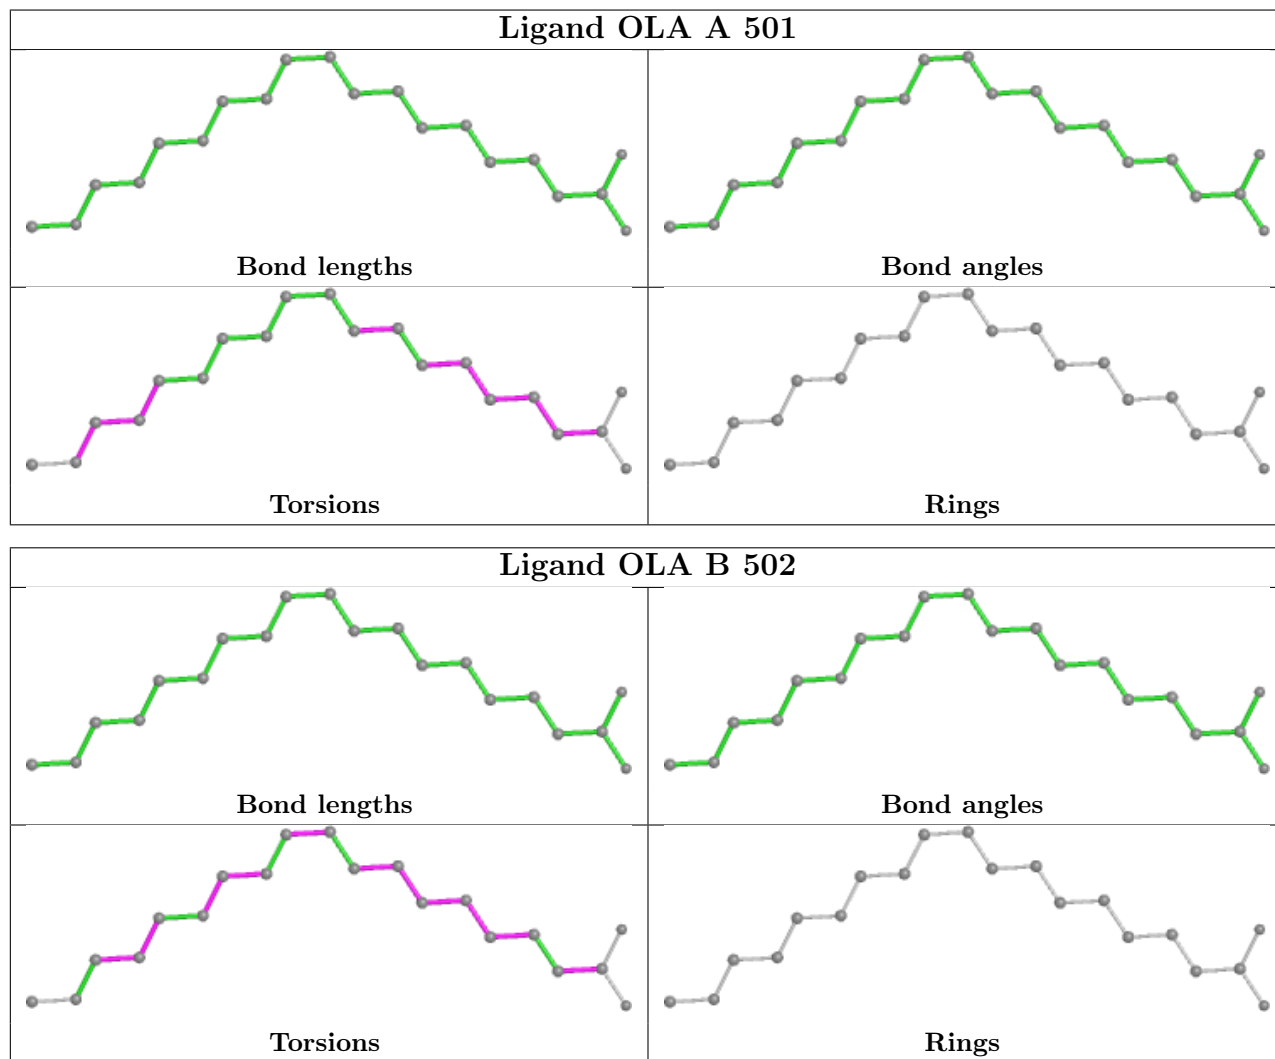 Ligand OLA A 501
Bond lengths
Bond angles
Torsions
Rings
Ligand OLA B 502
Bond lengths
Bond angles
Torsions
Rings